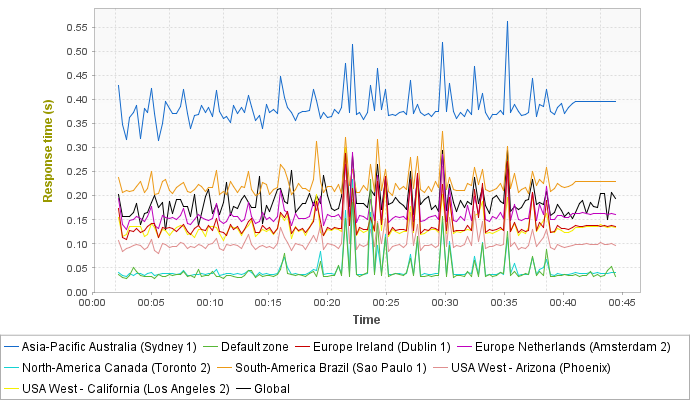 Response time (s)
0.55
0.50
0.45
0.40
0.35
0.30
0.25
0.20
0.15
0.10
0.05
0.00
00:00 00:05 00:10 00:15 00:20 00:25 00:30 00:35 00:40 00:45
Time
Asia-Pacific Australia (Sydney 1) Default zone Europe Ireland (Dublin 1) Europe Netherlands (Amsterdam 2)
North-America Canada (Toronto 2) South-America Brazil (Sao Paulo 1) USA West - Arizona (Phoenix)
USA West - California (Los Angeles 2) Global